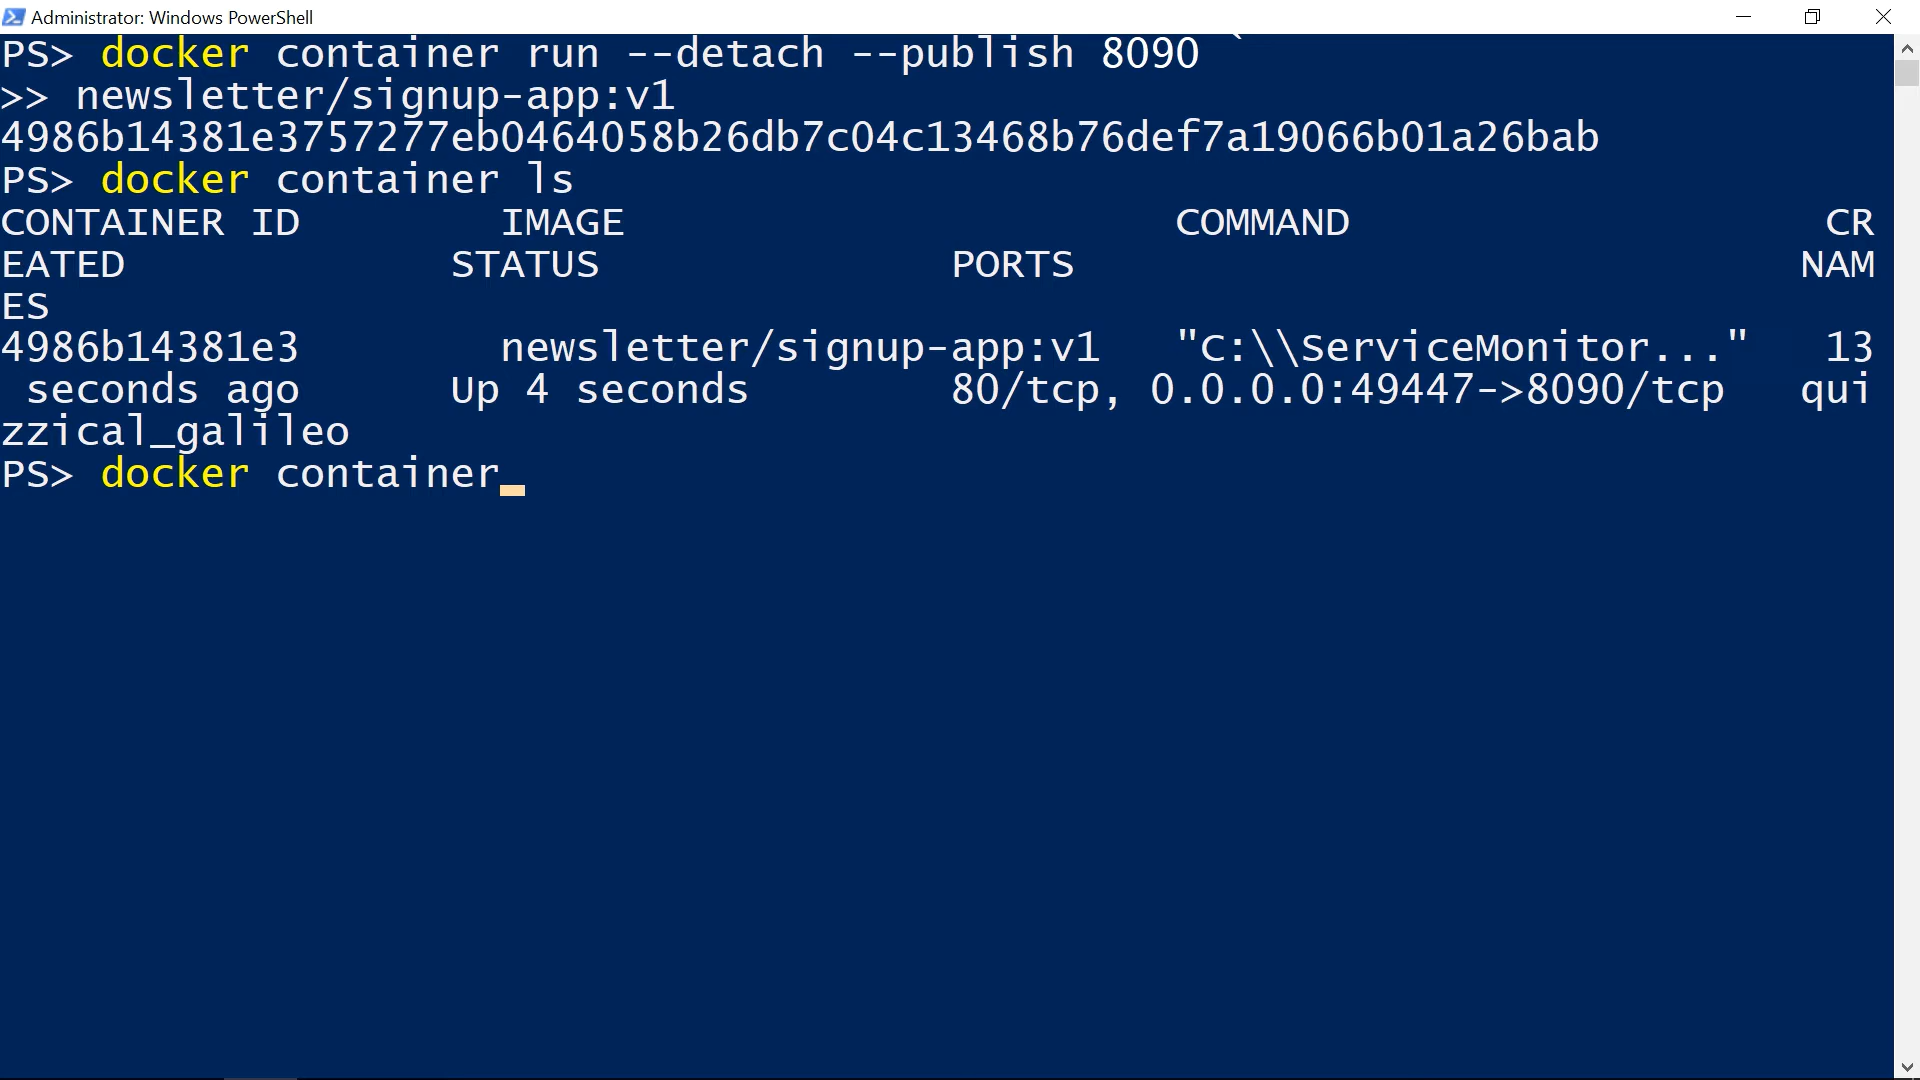 Administrator: Windows PowerShell
PS> docker container run --detach --publish 8090 `
>> newsletter/signup-app:v1
4986b14381e3757277eb0464058b26db7c04c13468b76def7a19066b01a26bab
PS> docker container ls
CONTAINER ID        IMAGE                      COMMAND                   CR
EATED             STATUS              PORTS                             NAM
ES
4986b14381e3        newsletter/signup-app:v1   "C:\\ServiceMonitor..."   13
 seconds ago      Up 4 seconds        80/tcp, 0.0.0.0:49447->8090/tcp   qui
zzical_galileo
PS> docker container